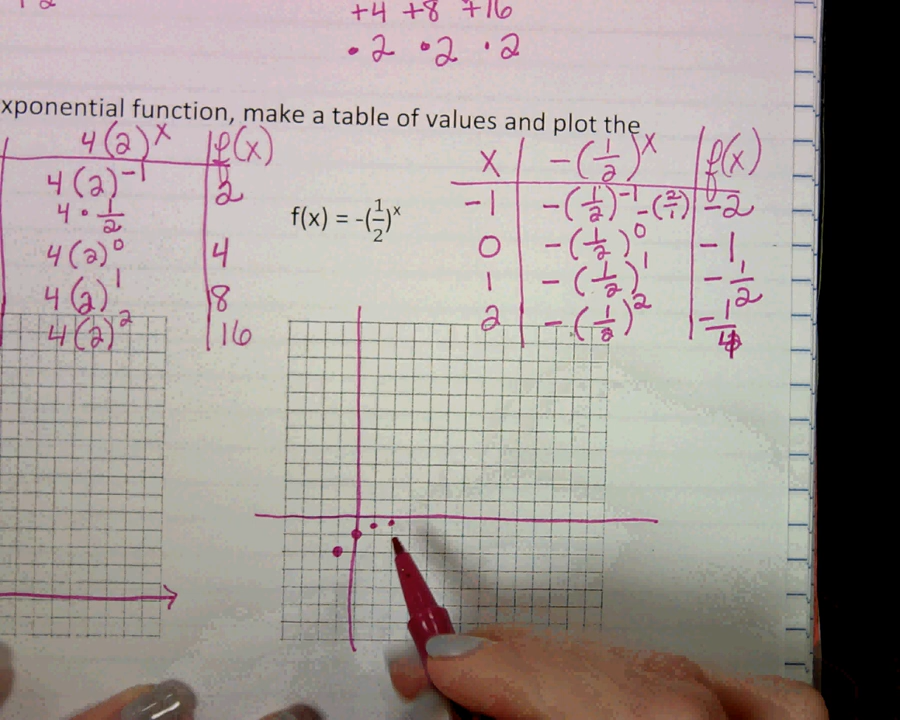 +4 +8 +16
·2 ·2 ·2
xponential function, make a table of values and plot the
4(2)^x f(x)
4(2)^-1 2
4·1/2
4(2)^0 4
4(2)^1 8
4(2)^2 16
f(x) = -(1/2)^x
x -(1/2)^x f(x)
-1 -(1/2)^-1 -(2/1) -2
0 -(1/2)^0 -1
1 -(1/2)^1 -1/2
2 -(1/2)^2 -1/4